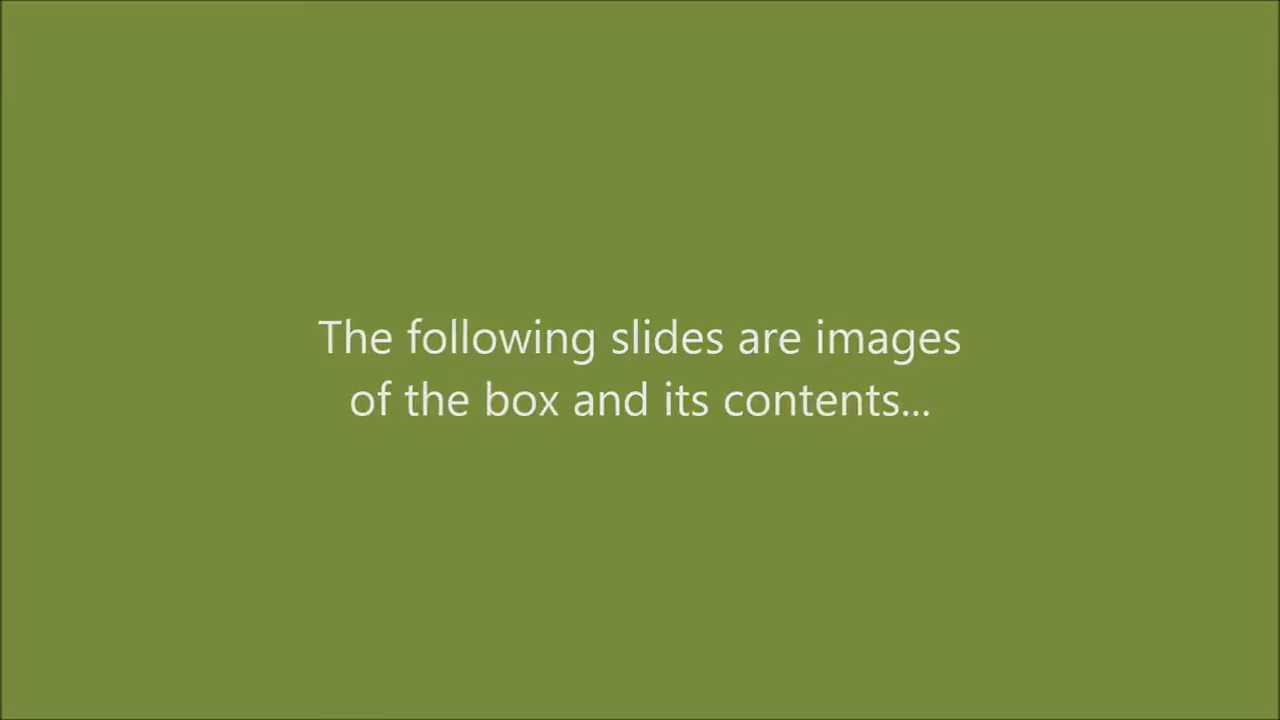 The following slides are images
of the box and its contents...